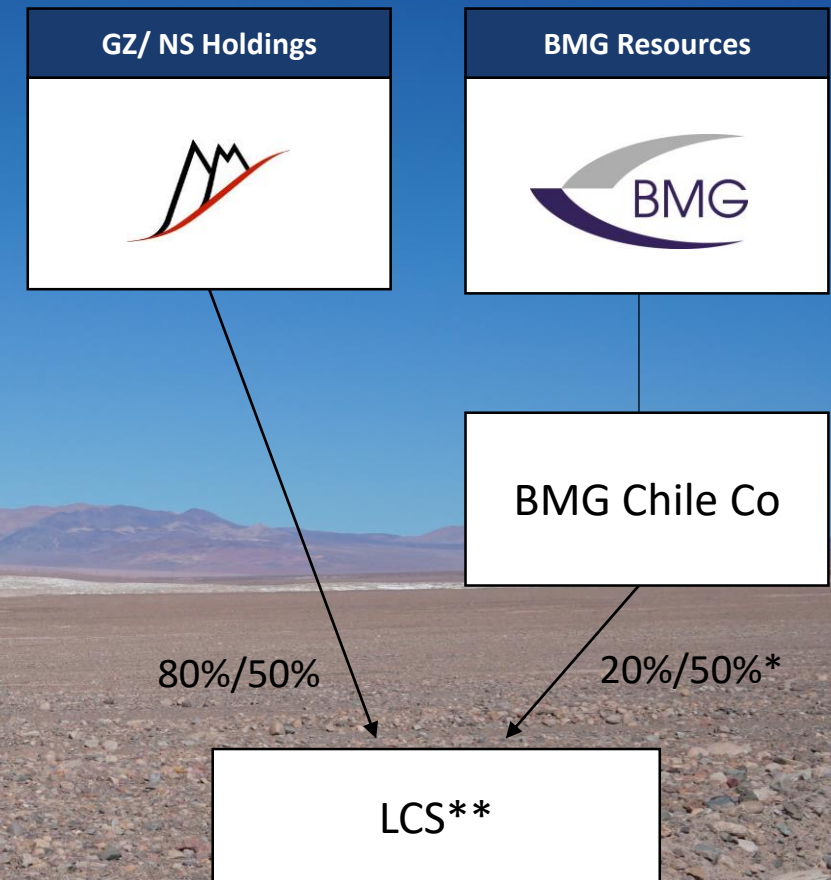 GZ/ NS Holdings
BMG Resources
BMG
BMG Chile Co
80%/50%
20%/50%*
LCS**